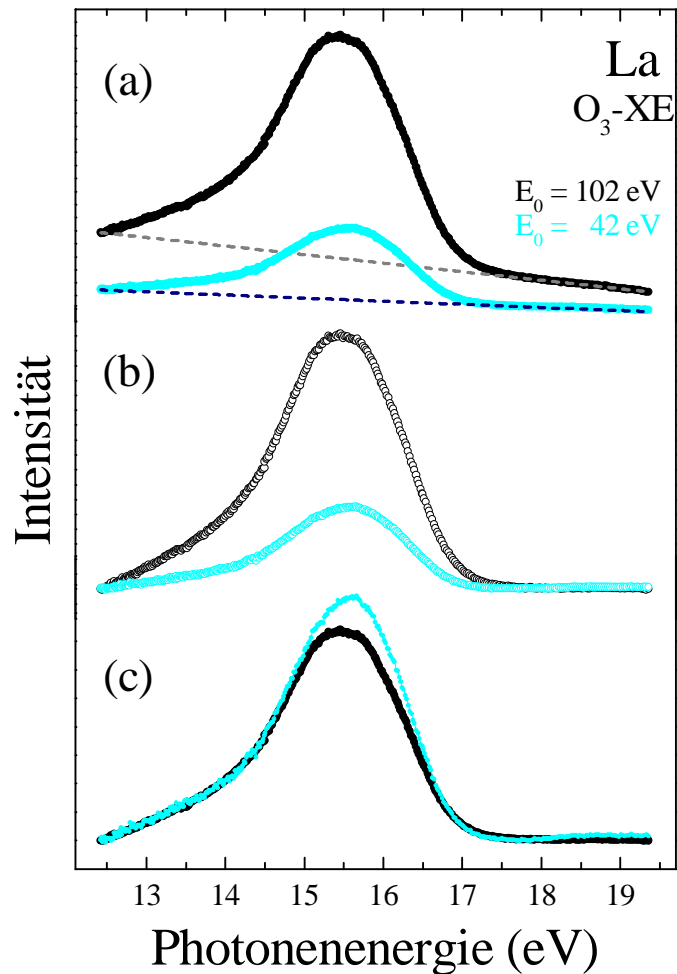 (a)
La
O3-XE
E0 = 102 eV
E0 = 42 eV
(b)
(c)
Intensität
13 14 15 16 17 18 19
Photonenenergie (eV)